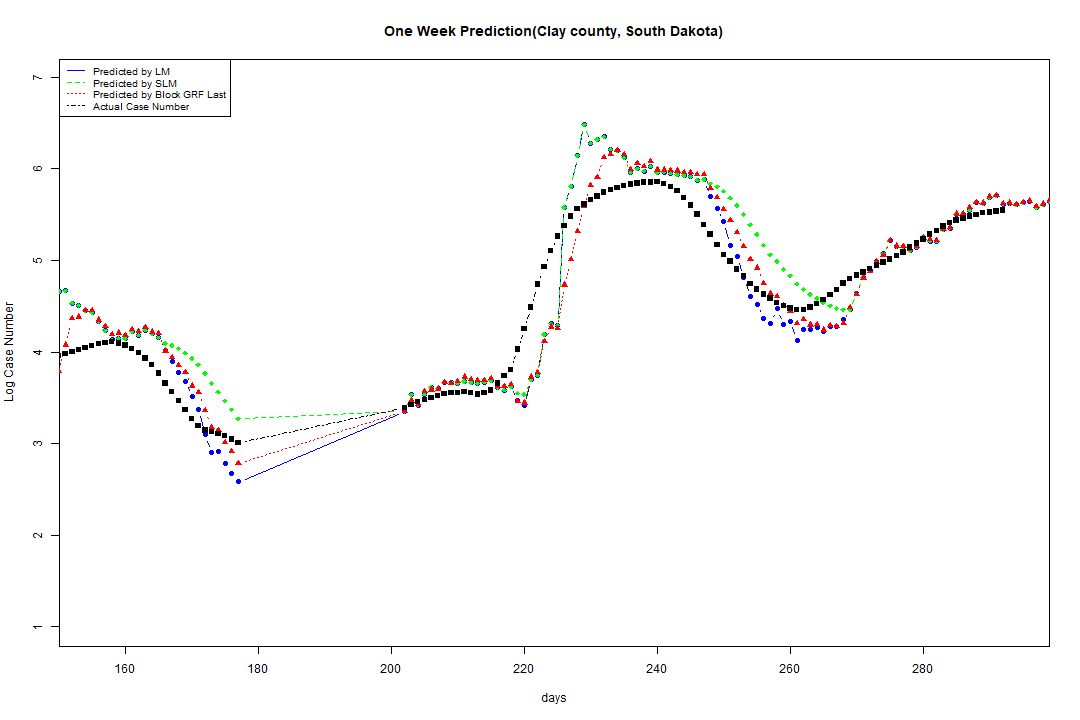 One Week Prediction(Clay county, South Dakota)
Predicted by LM
Predicted by SLM
Predicted by Block GRF Last
Actual Case Number
7
6
5
4
3
2
1
Log Case Number
160 180 200 220 240 260 280
days